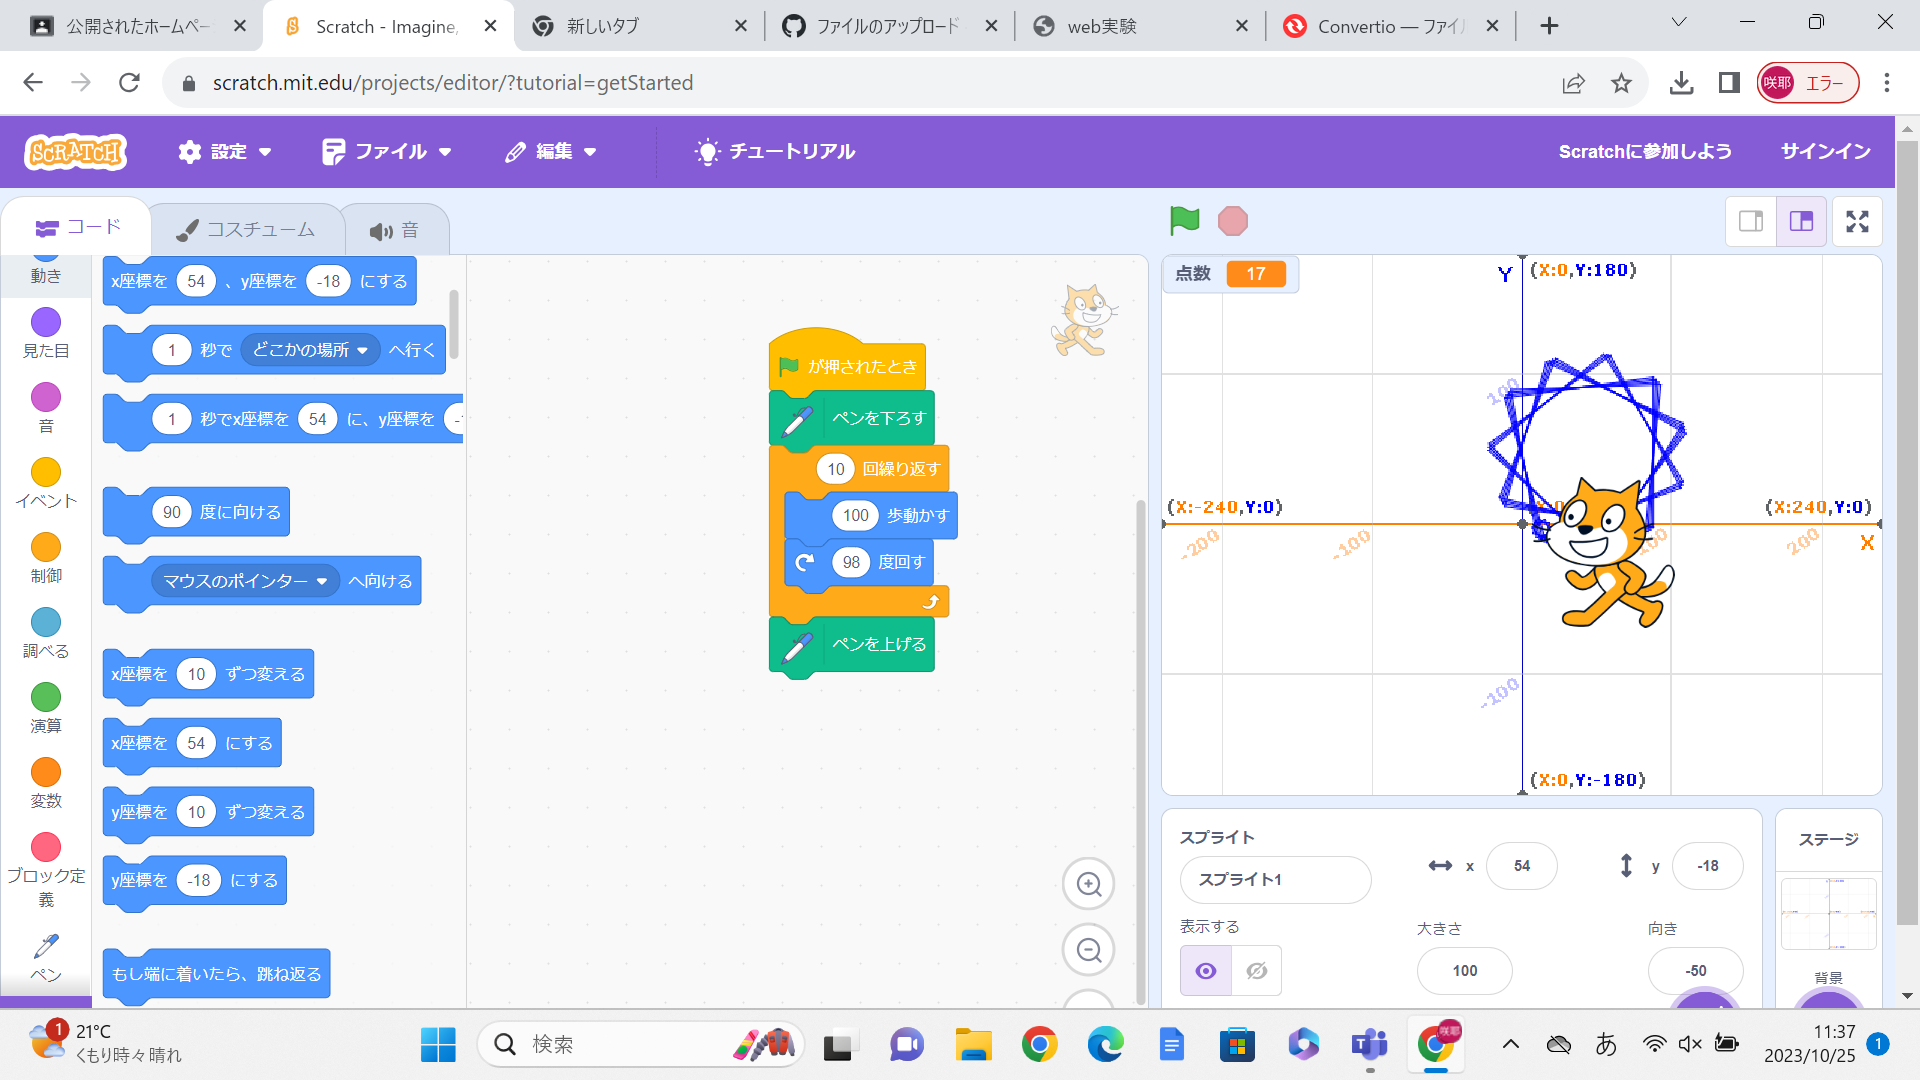 公開されたホームペー
Scratch - Imagine,
新しいタブ
ファイルのアップロード
web実験
Convertio — ファイル
scratch.mit.edu/projects/editor/?tutorial=getStarted
咲耶
エラー
SCRATCH
設定
ファイル
編集
チュートリアル
Scratchに参加しよう
サインイン
コード
コスチューム
音
動き
見た目
音
イベント
制御
調べる
演算
変数
ブロック定
義
ペン
x座標を 54 、y座標を -18 にする
1 秒で どこかの場所 へ行く
1 秒でx座標を 54 に、y座標を
90 度に向ける
マウスのポインター へ向ける
x座標を 10 ずつ変える
x座標を 54 にする
y座標を 10 ずつ変える
y座標を -18 にする
もし端に着いたら、跳ね返る
が押されたとき
ペンを下ろす
10 回繰り返す
100 歩動かす
98 度回す
ペンを上げる
点数 17
Y
(X:0,Y:180)
100
(X:-240,Y:0)
(X:240,Y:0)
-200
-100
200
X
-100
(X:0,Y:-180)
スプライト
スプライト1
x 54
y -18
表示する
大きさ
100
向き
-50
ステージ
背景
1
21°C
くもり時々晴れ
検索
咲耶
あ
11:37
2023/10/25
1